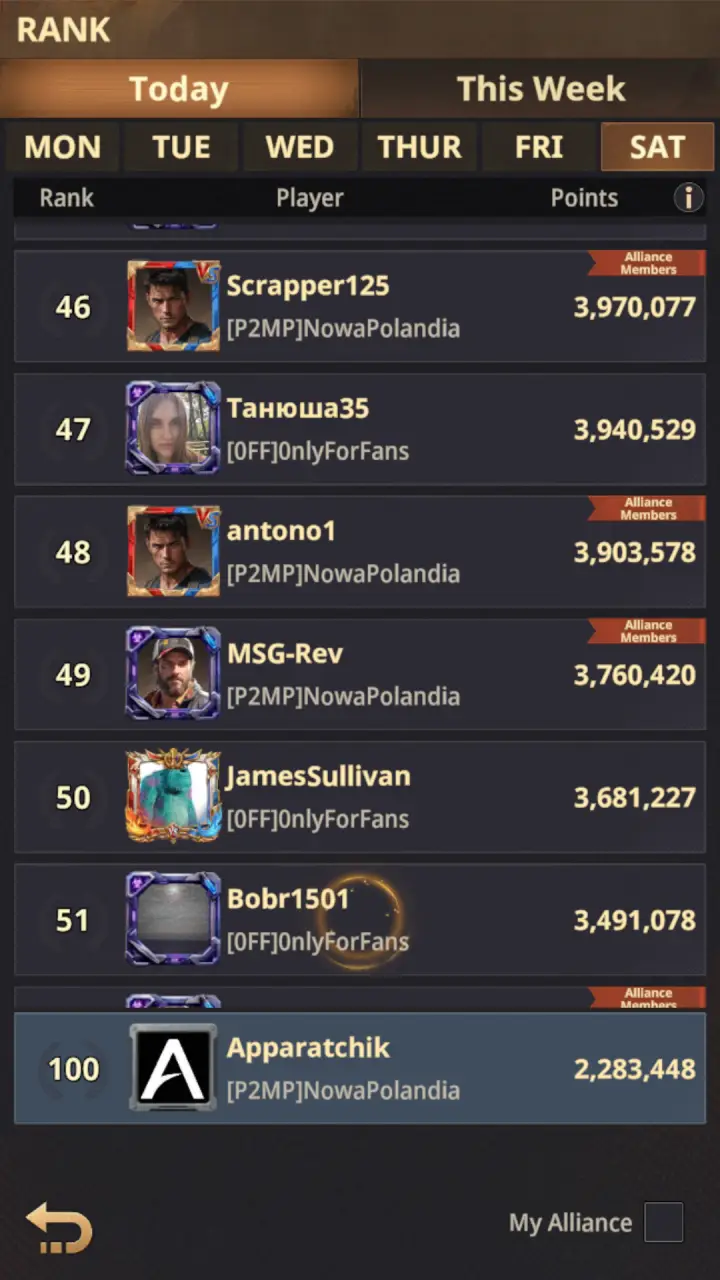 RANK
Today
This Week
MON TUE WED THUR FRI SAT
Rank Player Points i
Alliance
Members
46
Scrapper125
[P2MP]NowaPolandia
3,970,077
47
Танюша35
[0FF]0nlyForFans
3,940,529
Alliance
Members
48
antono1
[P2MP]NowaPolandia
3,903,578
Alliance
Members
49
MSG-Rev
[P2MP]NowaPolandia
3,760,420
50
JamesSullivan
[0FF]0nlyForFans
3,681,227
51
Bobr1501
[0FF]0nlyForFans
3,491,078
Alliance
Members
100
Apparatchik
[P2MP]NowaPolandia
2,283,448
My Alliance